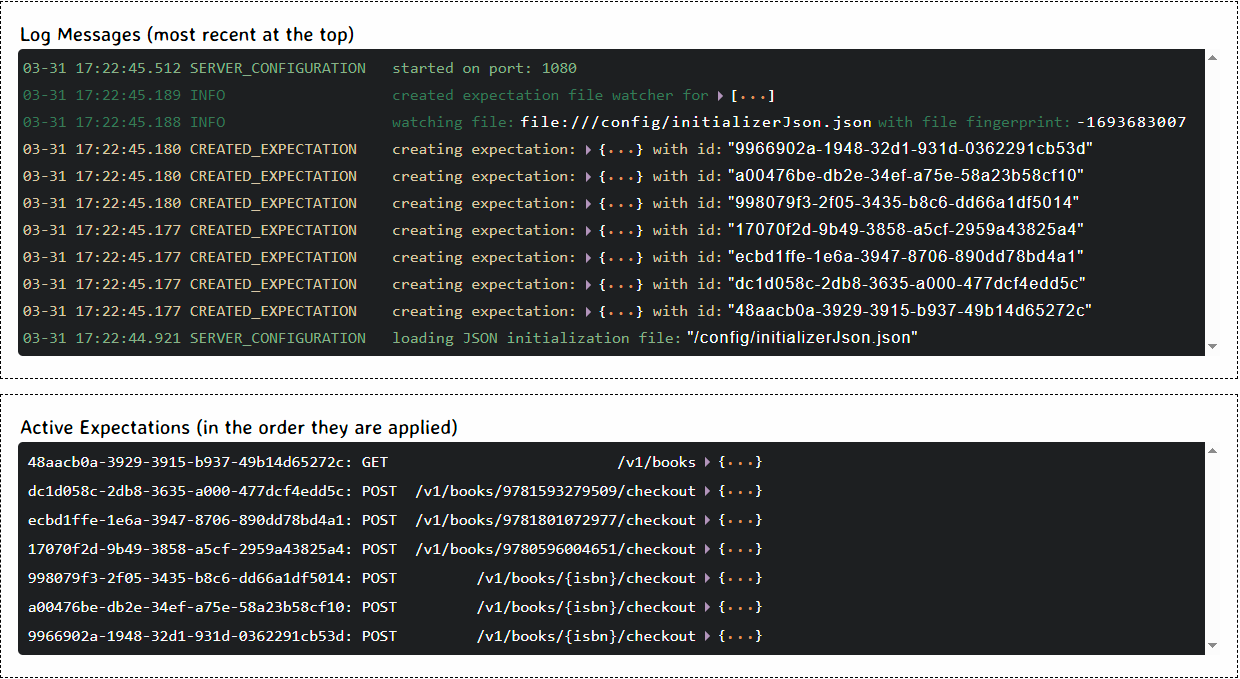 Log Messages (most recent at the top)
03-31 17:22:45.512 SERVER_CONFIGURATION started on port: 1080
03-31 17:22:45.189 INFO created expectation file watcher for [...]
03-31 17:22:45.188 INFO watching file: file:///config/initializerJson.json with file fingerprint: -1693683007
03-31 17:22:45.180 CREATED_EXPECTATION creating expectation: {...} with id: "9966902a-1948-32d1-931d-0362291cb53d"
03-31 17:22:45.180 CREATED_EXPECTATION creating expectation: {...} with id: "a00476be-db2e-34ef-a75e-58a23b58cf10"
03-31 17:22:45.180 CREATED_EXPECTATION creating expectation: {...} with id: "998079f3-2f05-3435-b8c6-dd66a1df5014"
03-31 17:22:45.177 CREATED_EXPECTATION creating expectation: {...} with id: "17070f2d-9b49-3858-a5cf-2959a43825a4"
03-31 17:22:45.177 CREATED_EXPECTATION creating expectation: {...} with id: "ecbd1ffe-1e6a-3947-8706-890dd78bd4a1"
03-31 17:22:45.177 CREATED_EXPECTATION creating expectation: {...} with id: "dc1d058c-2db8-3635-a000-477dcf4edd5c"
03-31 17:22:45.177 CREATED_EXPECTATION creating expectation: {...} with id: "48aacb0a-3929-3915-b937-49b14d65272c"
03-31 17:22:44.921 SERVER_CONFIGURATION loading JSON initialization file: "/config/initializerJson.json"
Active Expectations (in the order they are applied)
48aacb0a-3929-3915-b937-49b14d65272c: GET /v1/books {...}
dc1d058c-2db8-3635-a000-477dcf4edd5c: POST /v1/books/9781593279509/checkout {...}
ecbd1ffe-1e6a-3947-8706-890dd78bd4a1: POST /v1/books/9781801072977/checkout {...}
17070f2d-9b49-3858-a5cf-2959a43825a4: POST /v1/books/9780596004651/checkout {...}
998079f3-2f05-3435-b8c6-dd66a1df5014: POST /v1/books/{isbn}/checkout {...}
a00476be-db2e-34ef-a75e-58a23b58cf10: POST /v1/books/{isbn}/checkout {...}
9966902a-1948-32d1-931d-0362291cb53d: POST /v1/books/{isbn}/checkout {...}